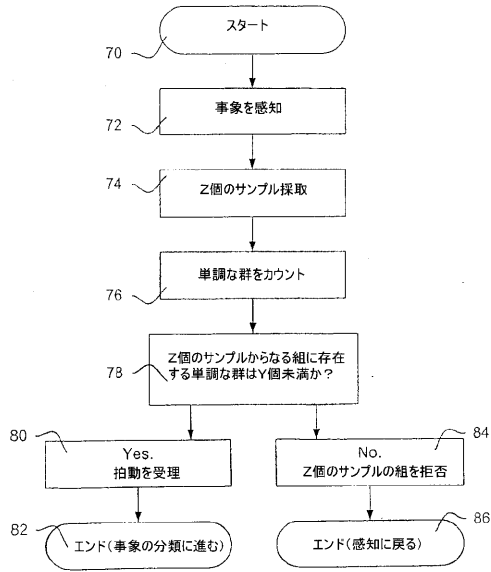 スタート
70
事象を感知
72
74
Z個のサンプル採取
単調な群をカウント
76
Z個のサンプルからなる組に存在
する単調な群はY個未満か？
78
80
Yes.
拍動を受理
84
No.
Z個のサンプルの組を拒否
82
エンド(事象の分類に進む)
86
エンド(感知に戻る)